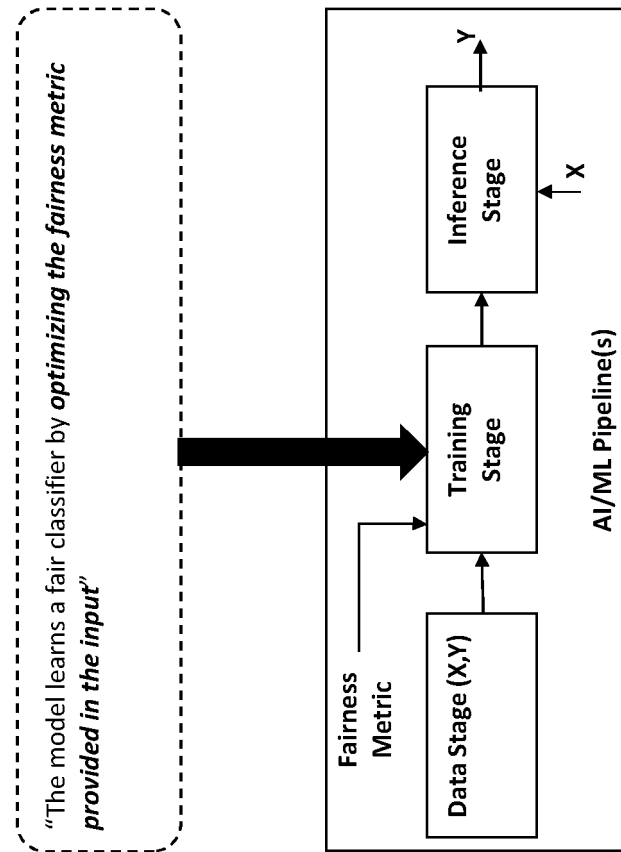 “The model learns a fair classifier by optimizing the fairness metric
provided in the input”
Fairness
Metric
Data Stage (X,Y)
Training
Stage
Inference
Stage
X
Y
AI/ML Pipeline(s)